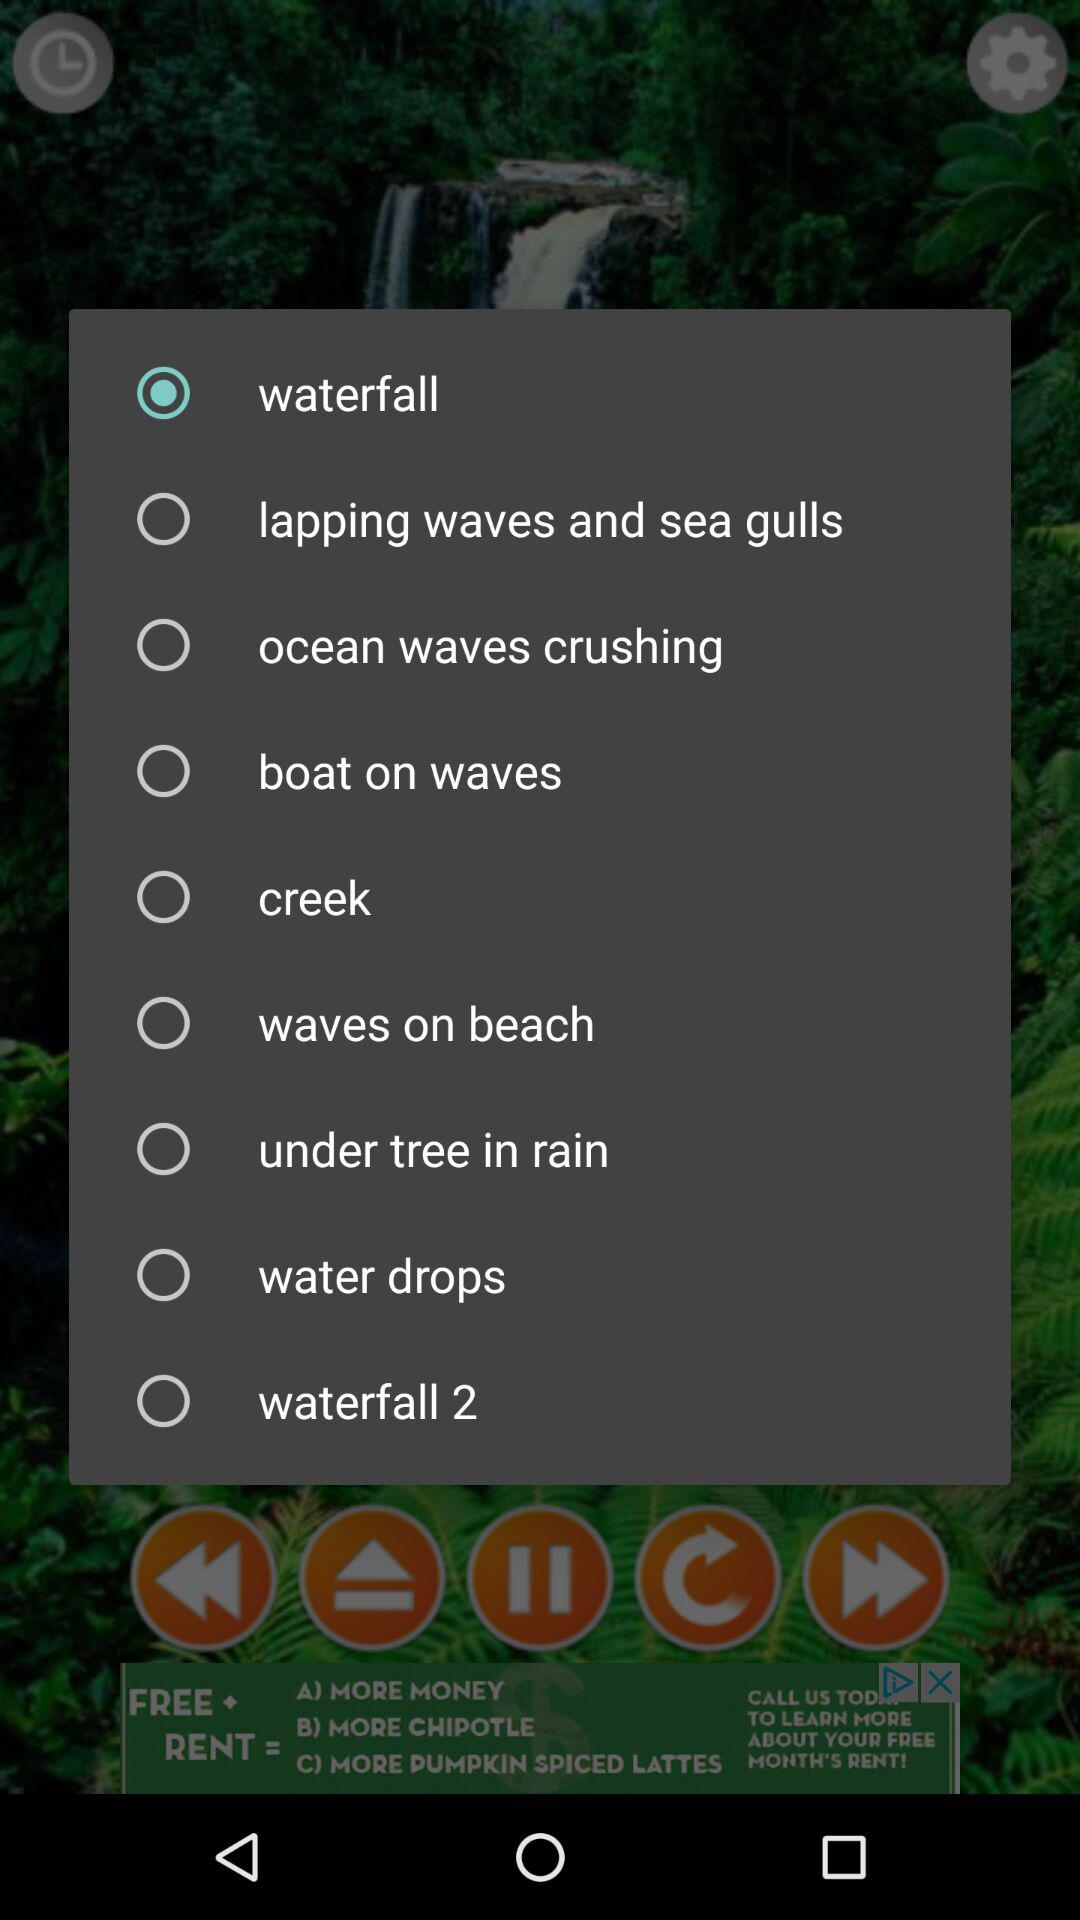 waterfall
lapping waves and sea gulls
ocean waves crushing
boat on waves
creek
waves on beach
under tree in rain
water drops
waterfall 2
FREE +
RENT =
A) MORE MONEY
B) MORE CHIPOTLE
C) MORE PUMPKIN SPICED LATTES
CALL US
TO LEARN MORE
ABOUT YOUR FREE
MONTH'S RENT!